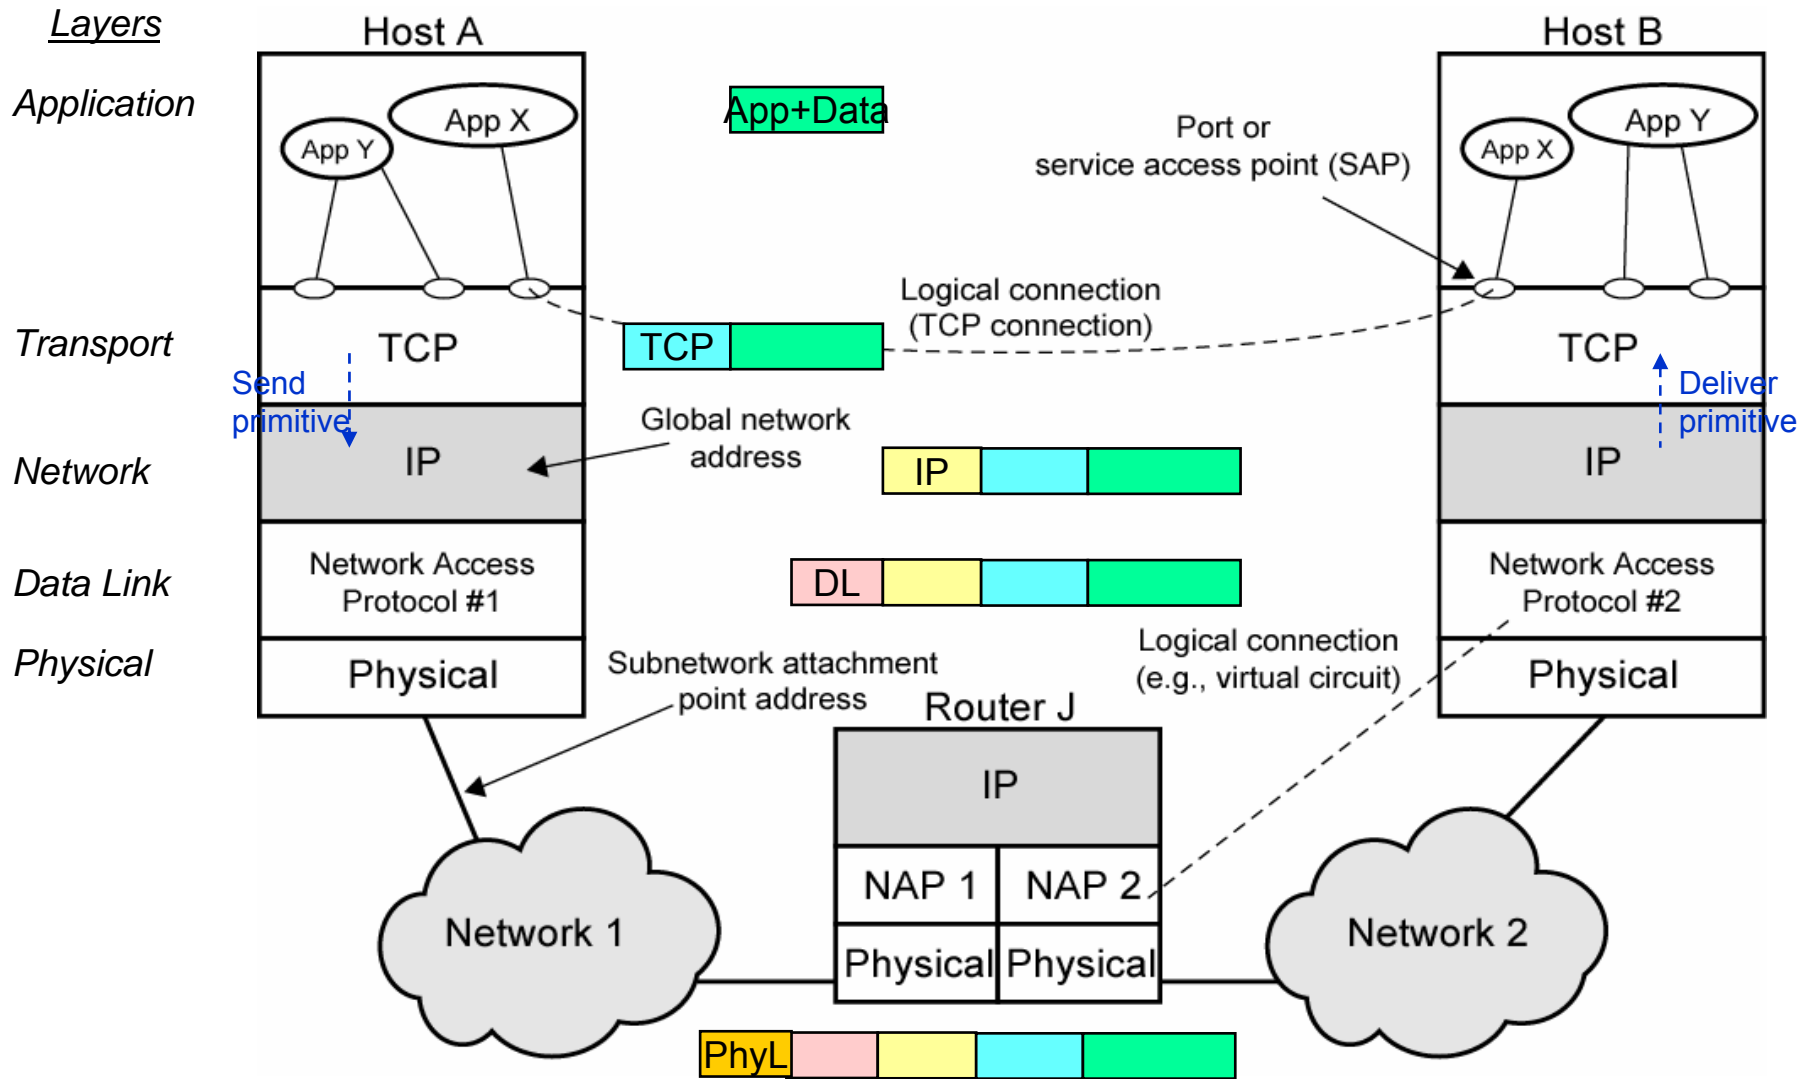 Layers
Host A
Host B
Application
App X
App Y
App+Data
Port or
service access point (SAP)
App Y
App X
Logical connection
(TCP connection)
Transport
TCP
TCP
TCP
Send
primitive
Deliver
primitive
Global network
address
Network
IP
IP
IP
Data Link
Network Access
Protocol #1
DL
Network Access
Protocol #2
Physical
Physical
Subnetwork attachment
point address
Logical connection
(e.g., virtual circuit)
Physical
Router J
IP
NAP 1
NAP 2
Network 1
Network 2
Physical
Physical
PhyL